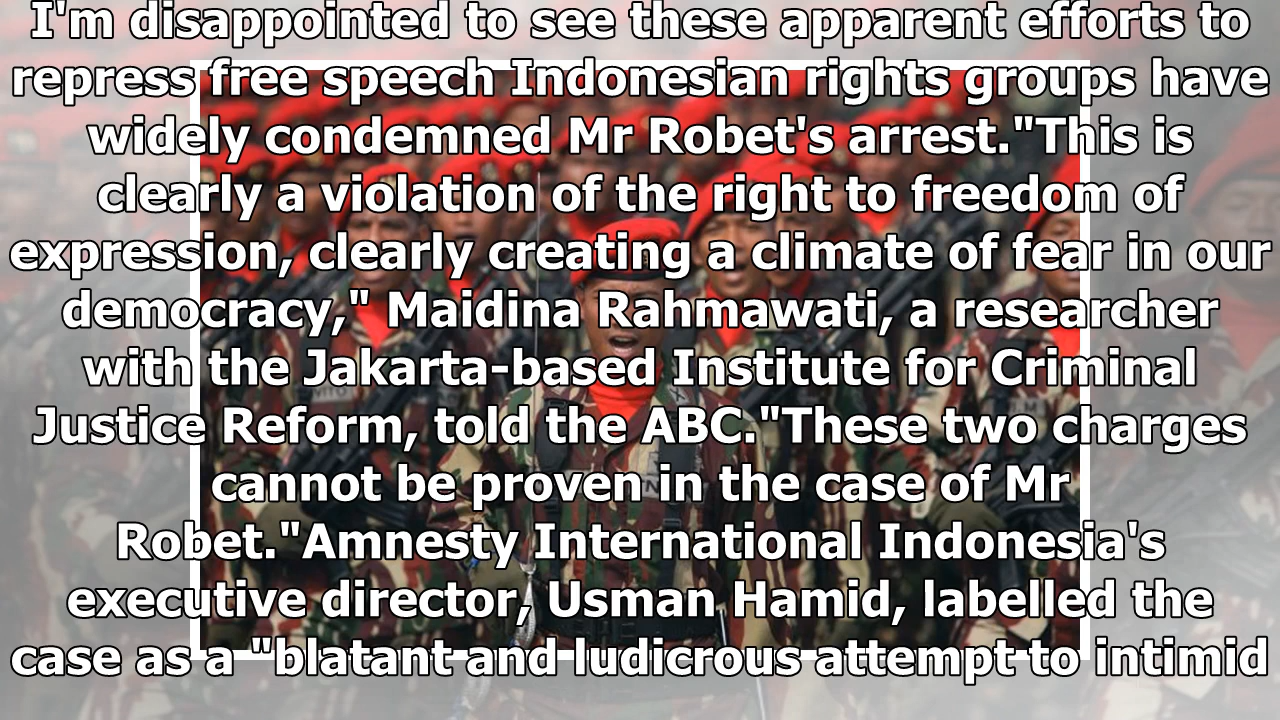 I'm disappointed to see these apparent efforts to
repress free speech Indonesian rights groups have
widely condemned Mr Robet's arrest."This is
clearly a violation of the right to freedom of
expression, clearly creating a climate of fear in our
democracy," Maidina Rahmawati, a researcher
with the Jakarta-based Institute for Criminal
Justice Reform, told the ABC."These two charges
cannot be proven in the case of Mr
Robet."Amnesty International Indonesia's
executive director, Usman Hamid, labelled the
case as a "blatant and ludicrous attempt to intimid